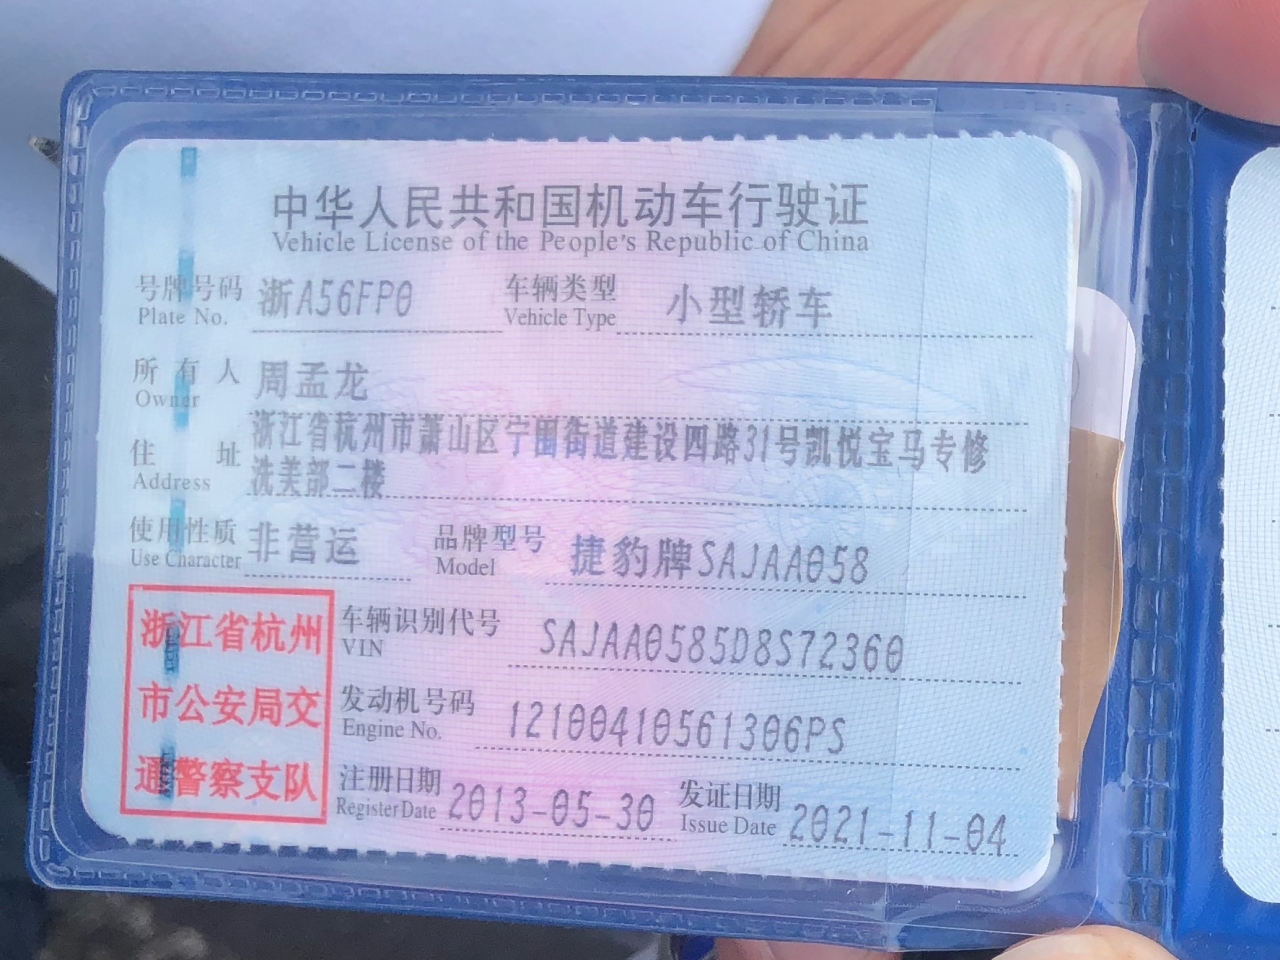 中华人民共和国机动车行驶证
Vehicle License of the People's Republic of China
号牌号码 浙A56FP0 车辆类型 小型轿车
Plate No. Vehicle Type
所有人 周孟龙
Owner
住址 浙江省杭州市萧山区宁围街道建设四路31号凯悦宝马专修
Address 洗美部二楼
使用性质 非营运 品牌型号 捷豹牌SAJAA058
Use Character Model
浙江省杭州
市公安局交
通警察支队
车辆识别代号 SAJAA0585D8S72360
VIN
发动机号码 12100410561306PS
Engine No.
注册日期 2013-05-30 发证日期 2021-11-04
Register Date Issue Date